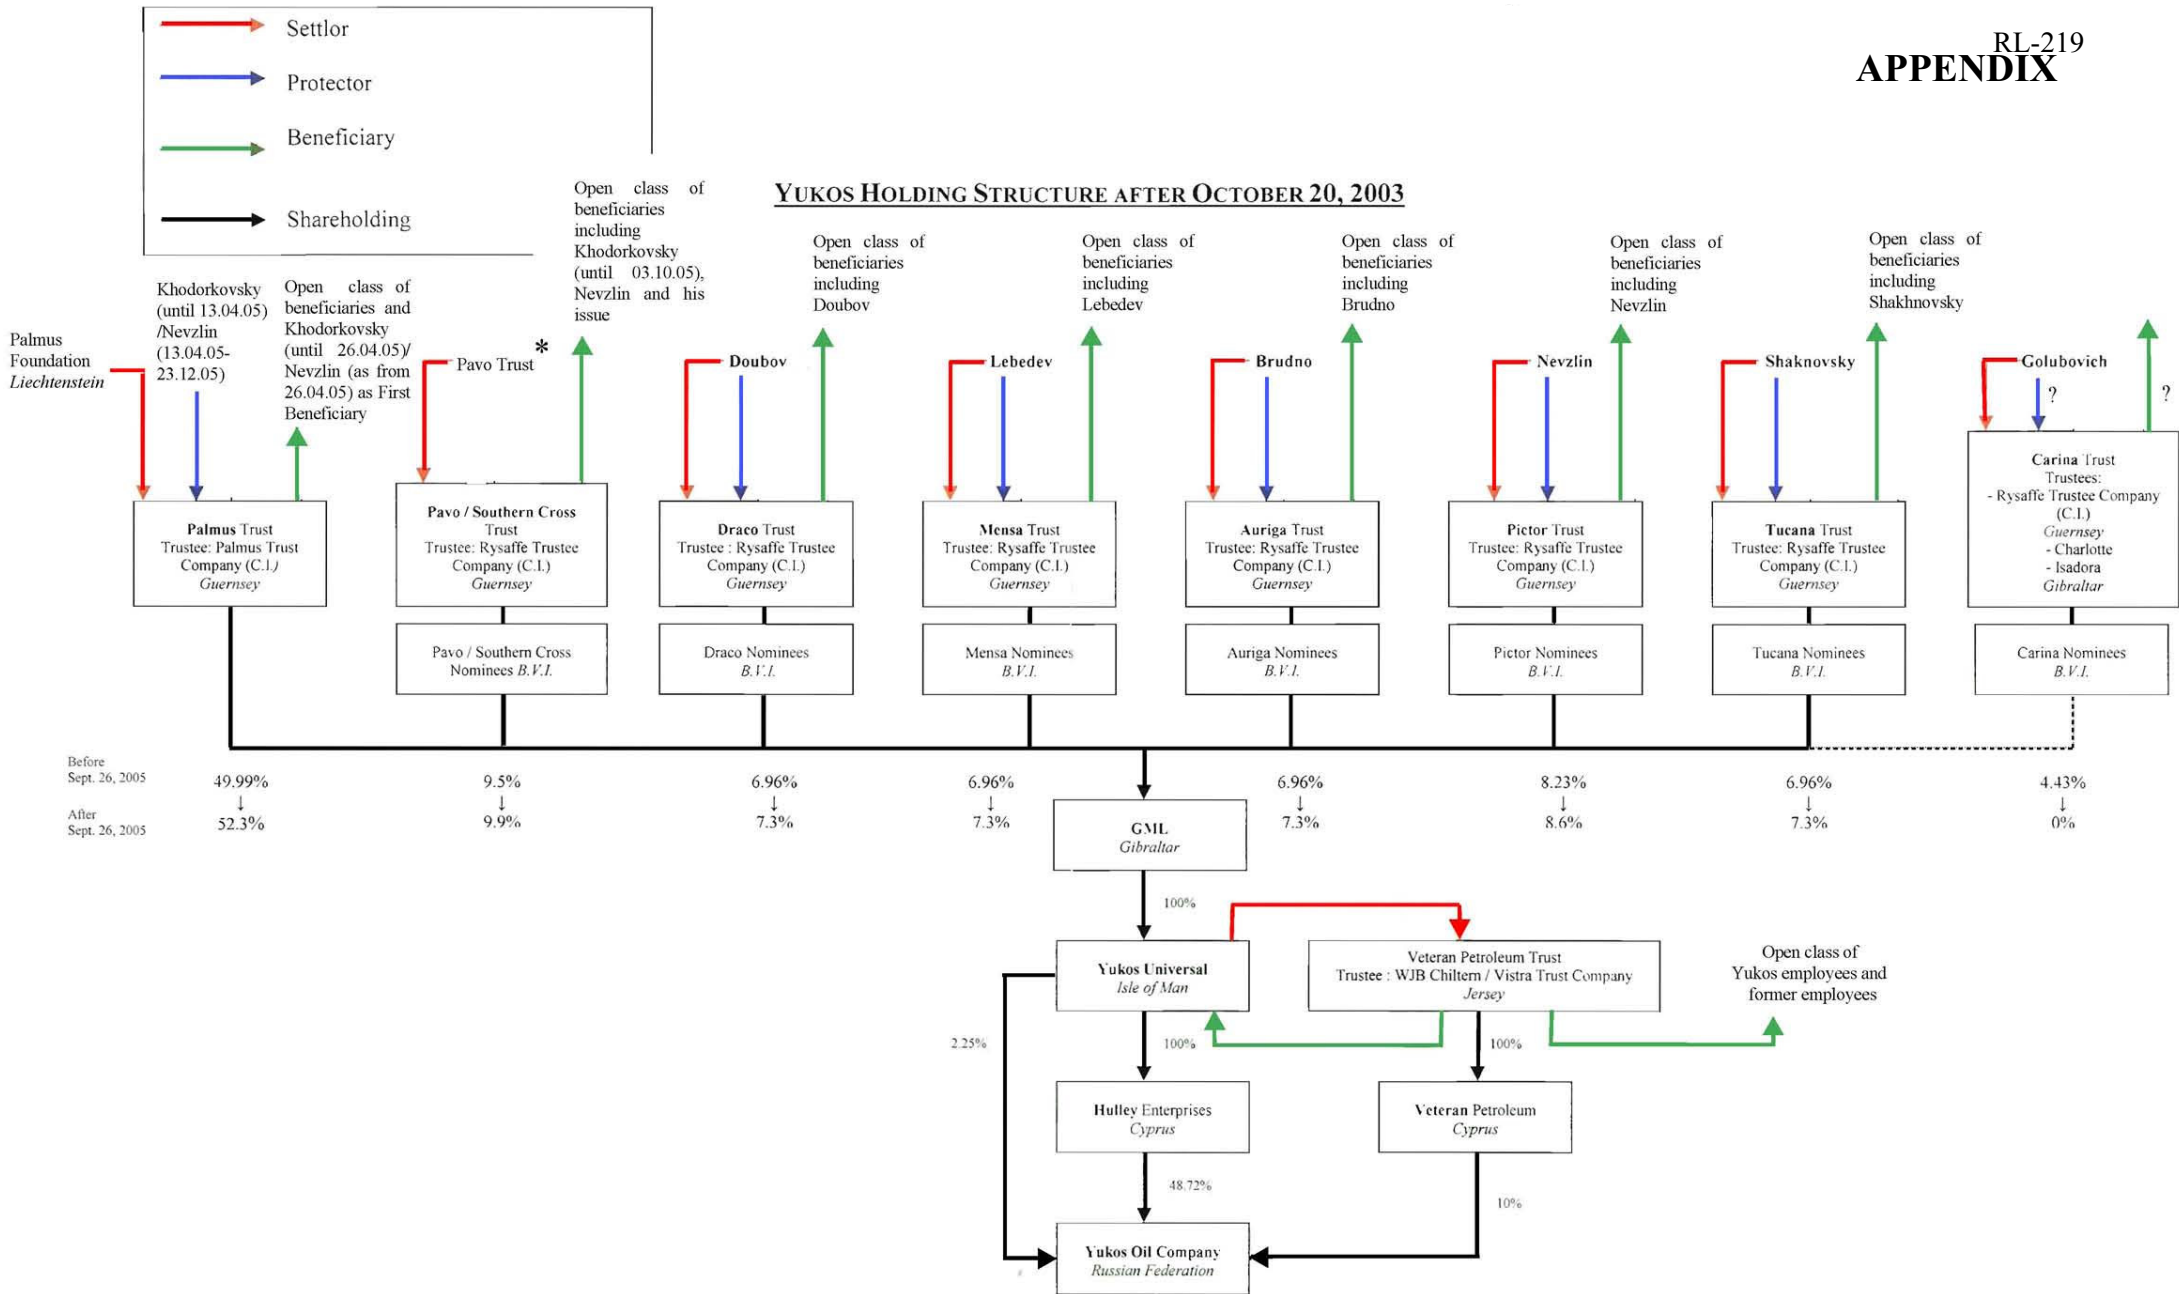 RL-219
APPENDIX
Settlor
Protector
Beneficiary
Shareholding
YUKOS HOLDING STRUCTURE AFTER OCTOBER 20, 2003
Palmus
Foundation
Liechtenstein
Khodorkovsky
(until 13.04.05)
/Nevzlin
(13.04.05-
23.12.05)
Open class of
beneficiaries and
Khodorkovsky
(until 26.04.05)/
Nevzlin (as from
26.04.05) as First
Beneficiary
Pavo Trust *
Open class of
beneficiaries
including
Khodorkovsky
(until 03.10.05),
Nevzlin and his
issue
Doubov
Open class of
beneficiaries
including
Doubov
Lebedev
Open class of
beneficiaries
including
Lebedev
Brudno
Open class of
beneficiaries
including
Brudno
Nevzlin
Open class of
beneficiaries
including
Nevzlin
Shaknovsky
Open class of
beneficiaries
including
Shakhnovsky
Golubovich
?
?
Palmus Trust
Trustee: Palmus Trust
Company (C.I.)
Guernsey
Pavo / Southern Cross
Trust
Trustee: Rysaffe Trustee
Company (C.I.)
Guernsey
Draco Trust
Trustee : Rysaffe Trustee
Company (C.I.)
Guernsey
Mensa Trust
Trustee: Rysaffe Trustee
Company (C.I.)
Guernsey
Auriga Trust
Trustee: Rysaffe Trustee
Company (C.I.)
Guernsey
Pictor Trust
Trustee: Rysaffe Trustee
Company (C.I.)
Guernsey
Tucana Trust
Trustee: Rysaffe Trustee
Company (C.I.)
Guernsey
Carina Trust
Trustees:
- Rysaffe Trustee Company
(C.I.)
Guernsey
- Charlotte
- Isadora
Gibraltar
Pavo / Southern Cross
Nominees B.V.I.
Draco Nominees
B.V.I.
Mensa Nominees
B.V.I.
Auriga Nominees
B.V.I.
Pictor Nominees
B.V.I.
Tucana Nominees
B.V.I.
Carina Nominees
B.V.I.
Before
Sept. 26, 2005
49.99%
9.5%
6.96%
6.96%
6.96%
8.23%
6.96%
4.43%
↓
↓
↓
↓
↓
↓
↓
↓
After
Sept. 26, 2005
52.3%
9.9%
7.3%
7.3%
7.3%
8.6%
7.3%
0%
GML
Gibraltar
100%
Yukos Universal
Isle of Man
Veteran Petroleum Trust
Trustee : WJB Chiltern / Vistra Trust Company
Jersey
Open class of
Yukos employees and
former employees
2.25%
100%
100%
Hulley Enterprises
Cyprus
Veteran Petroleum
Cyprus
48.72%
10%
Yukos Oil Company
Russian Federation